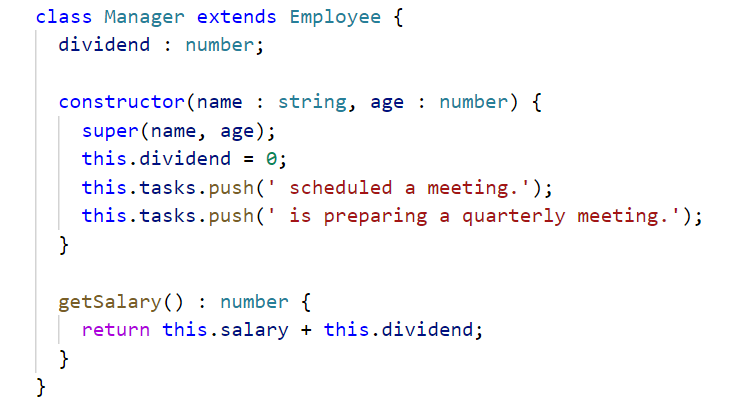 class Manager extends Employee {
  dividend : number;

  constructor(name : string, age : number) {
    super(name, age);
    this.dividend = 0;
    this.tasks.push(' scheduled a meeting.');
    this.tasks.push(' is preparing a quarterly meeting.');
  }

  getSalary() : number {
    return this.salary + this.dividend;
  }
}